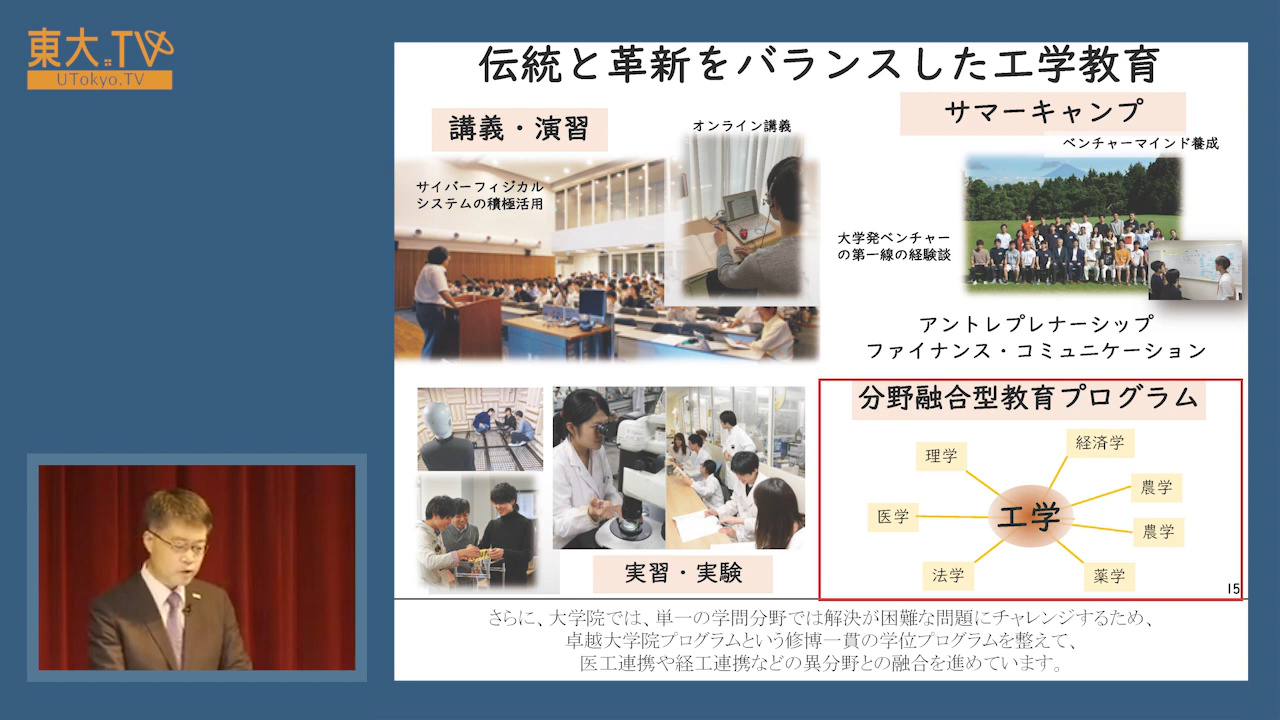 東大.TV
UTokyo.TV
伝統と革新をバランスした工学教育
講義・演習
オンライン講義
サイバーフィジカル
システムの積極活用
サマーキャンプ
ベンチャーマインド養成
大学発ベンチャー
の第一線の経験談
アントレプレナーシップ
ファイナンス・コミュニケーション
実習・実験
分野融合型教育プログラム
理学
経済学
農学
医学
工学
農学
法学
薬学
15
さらに、大学院では、単一の学問分野では解決が困難な問題にチャレンジするため、
卓越大学院プログラムという修博一貫の学位プログラムを整えて、
医工連携や経工連携などの異分野との融合を進めています。